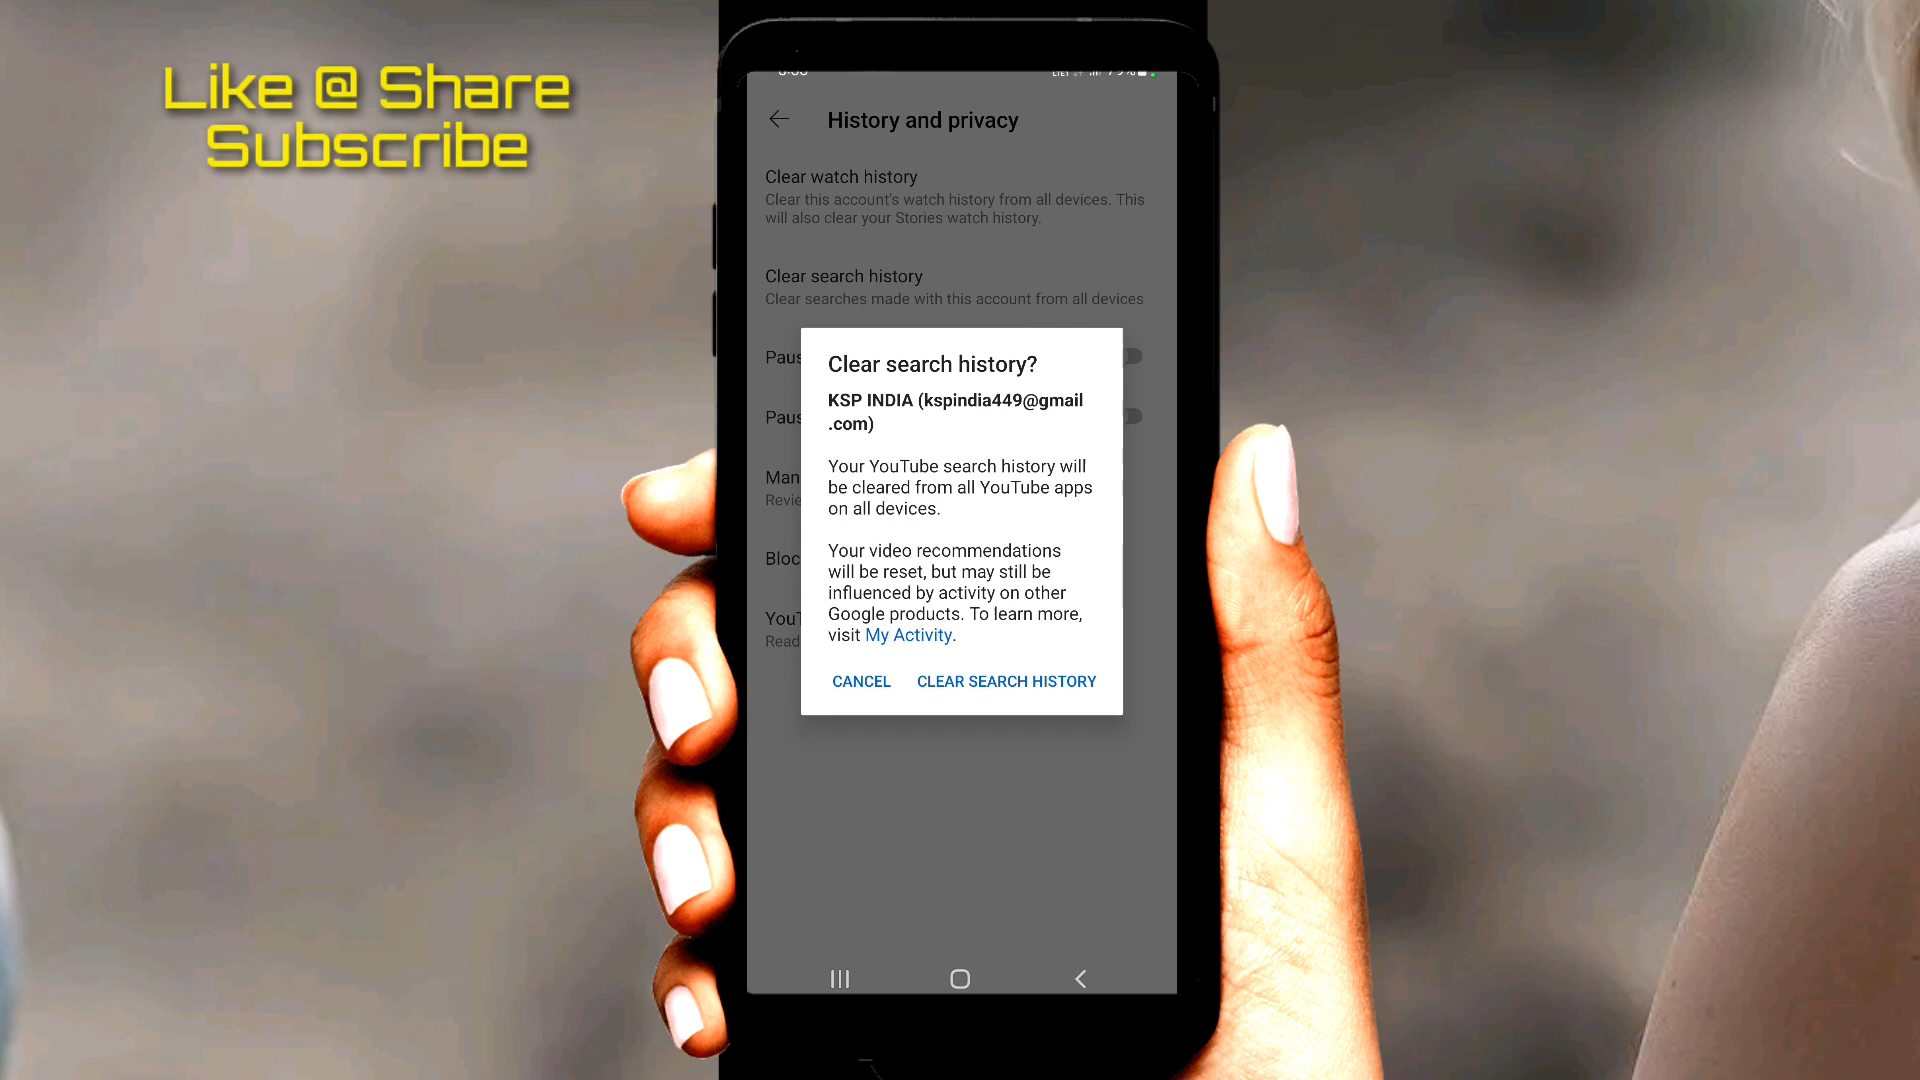 Like @ Share
Subscribe
History and privacy
Clear watch history
Clear this account's watch history from all devices. This
will also clear your Stories watch history.
Clear search history
Clear searches made with this account from all devices
Clear search history?
KSP INDIA (kspindia449@gmail
.com)
Your YouTube search history will
be cleared from all YouTube apps
on all devices.
Your video recommendations
will be reset, but may still be
influenced by activity on other
Google products. To learn more,
visit My Activity.
CANCEL CLEAR SEARCH HISTORY